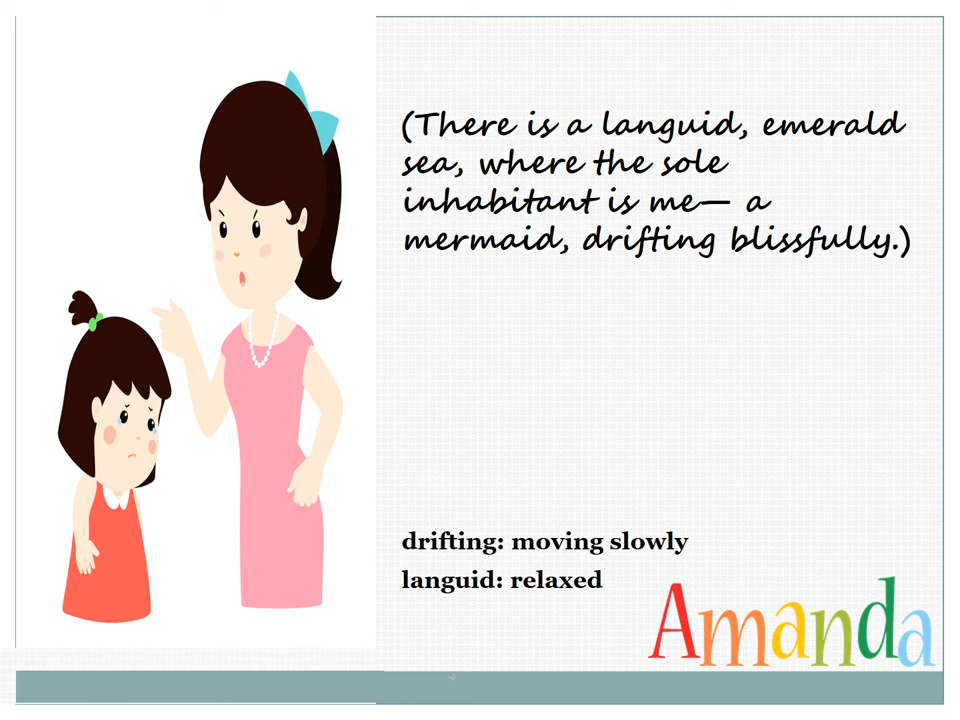 (There is a languid, emerald
sea, where the sole
inhabitant is me— a
mermaid, drifting blissfully.)
drifting: moving slowly
languid: relaxed
Amanda